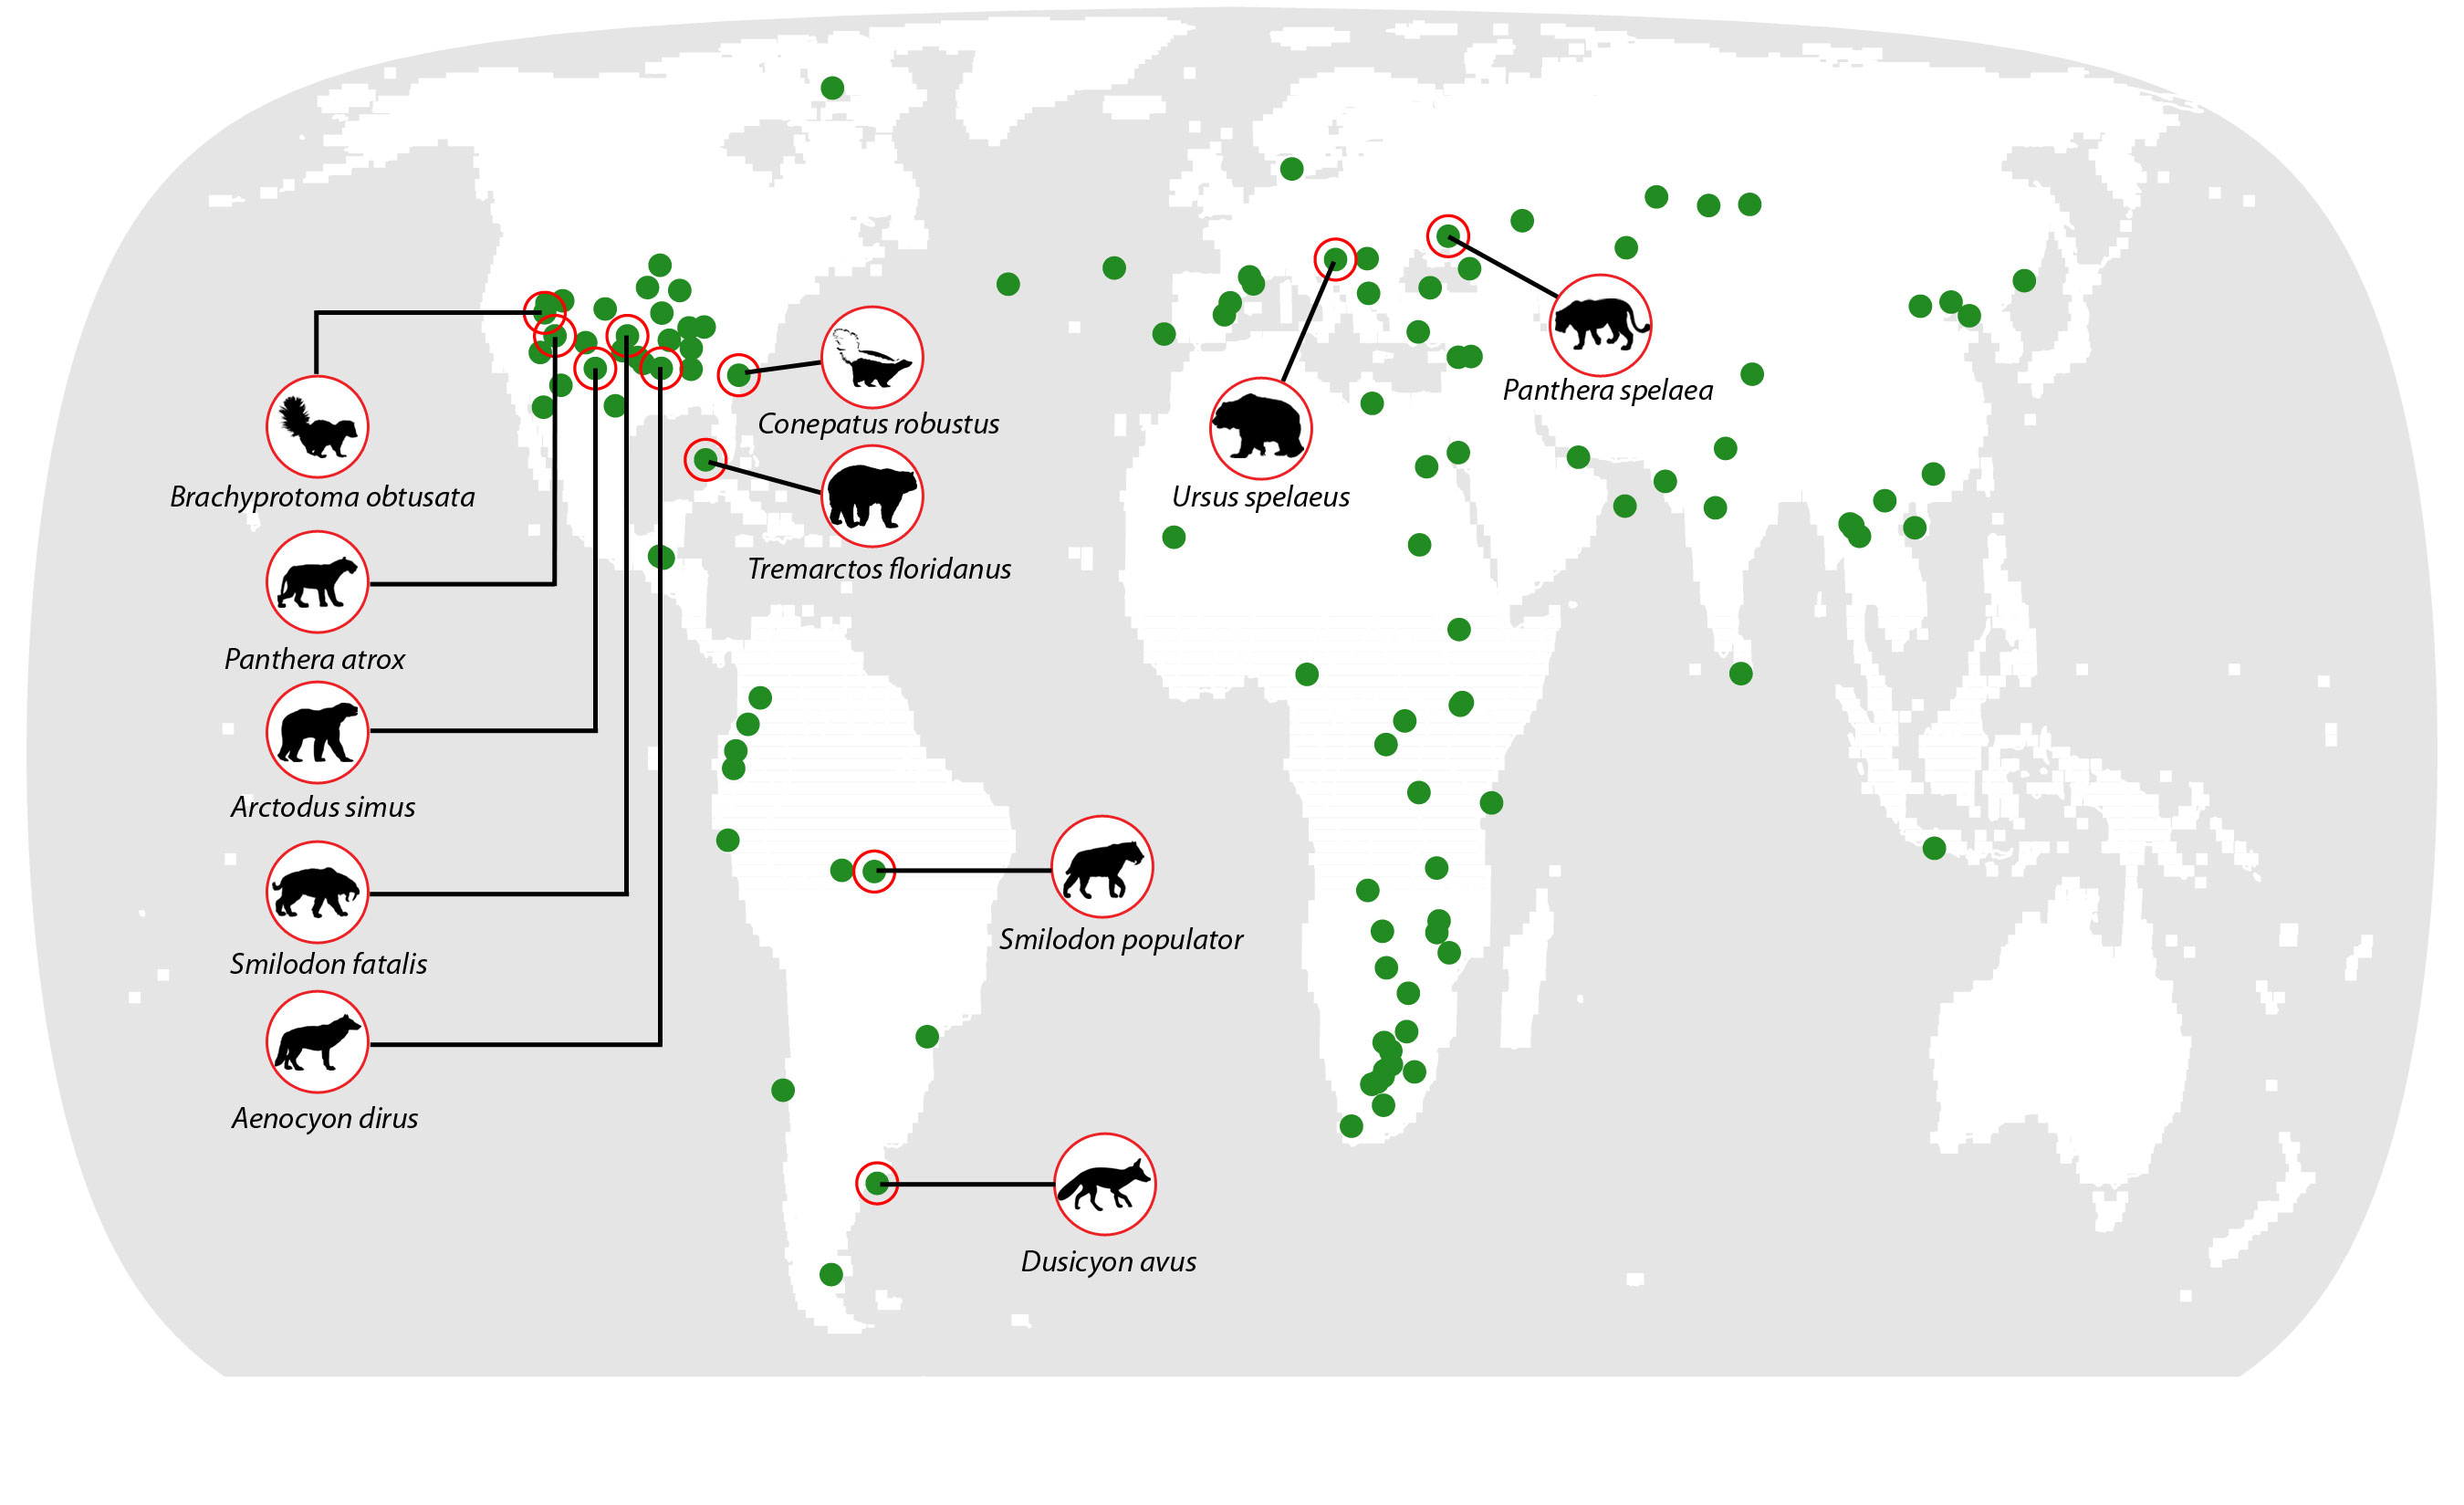 Brachyprotoma obtusata
Panthera atrox
Arctodus simus
Smilodon fatalis
Aenocyon dirus
Conepatus robustus
Tremarctos floridanus
Smilodon populator
Dusicyon avus
Ursus spelaeus
Panthera spelaea